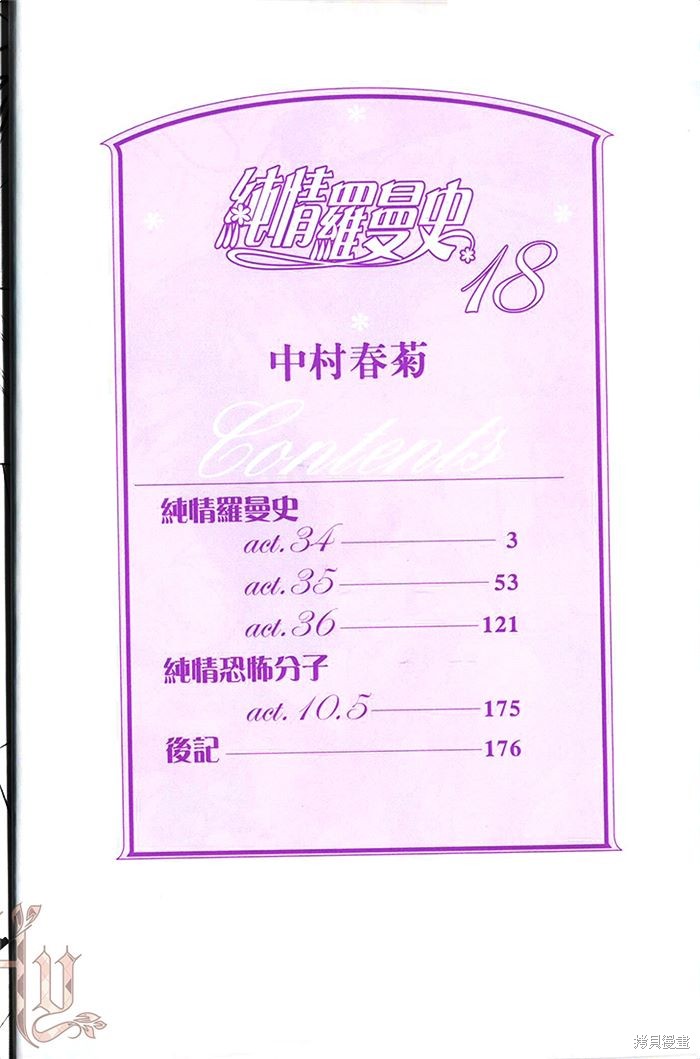 純情羅曼史
18
中村春菊
Contents
純情羅曼史
act.34 3
act.35 53
act.36 121
純情恐怖分子
act.10.5 175
後記 176
拷貝漫畫